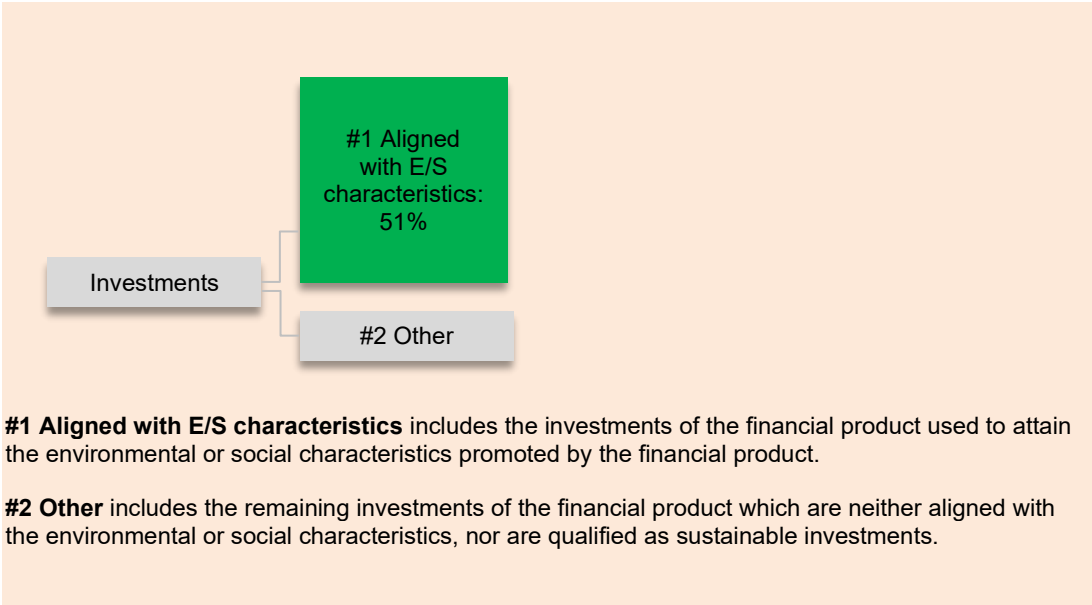 #1 Aligned
with E/S
characteristics:
51%
Investments
#2 Other
#1 Aligned with E/S characteristics includes the investments of the financial product used to attain
the environmental or social characteristics promoted by the financial product.
#2 Other includes the remaining investments of the financial product which are neither aligned with
the environmental or social characteristics, nor are qualified as sustainable investments.